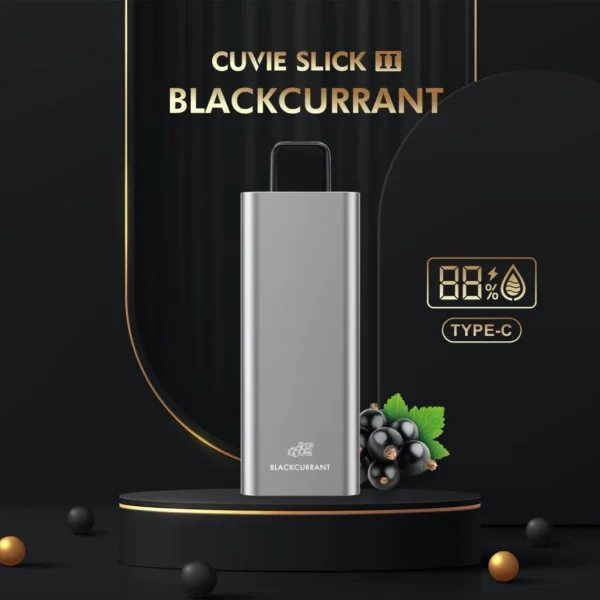 CUVIE SLICK II
BLACKCURRANT
88%
TYPE-C
BLACKCURRANT